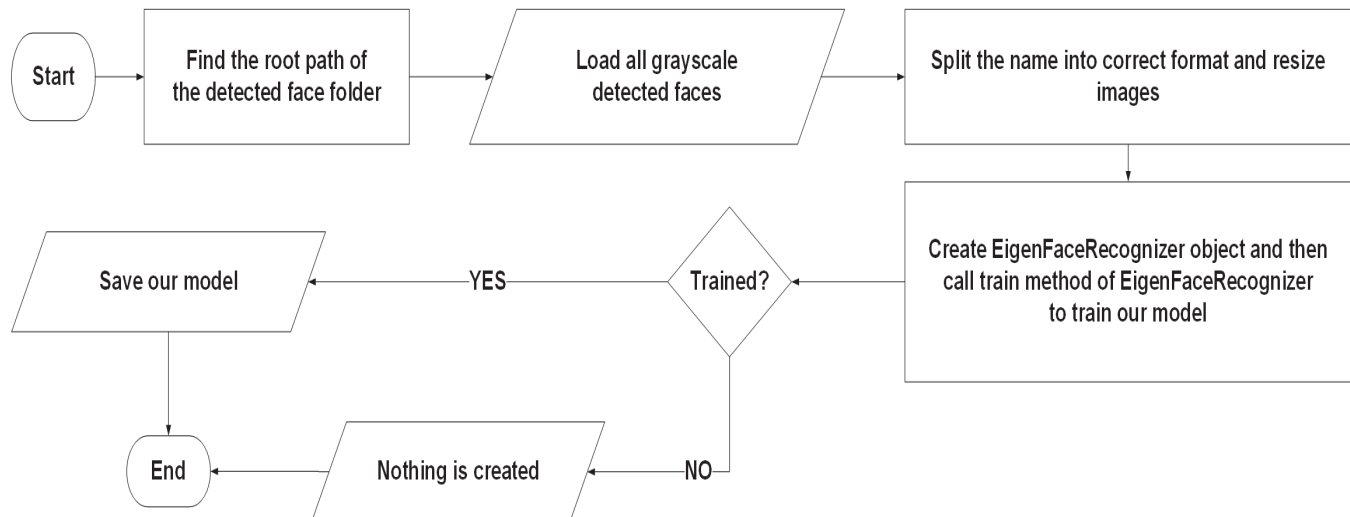 Start
Find the root path of
the detected face folder
Load all grayscale
detected faces
Split the name into correct format and resize
images
Create EigenFaceRecognizer object and then
call train method of EigenFaceRecognizer
to train our model
Trained?
YES
Save our model
NO
Nothing is created
End